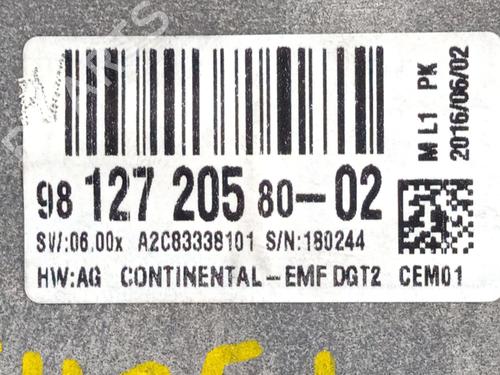 98 127 205 80-02
SW:06.00x A2C83338101 S/N:180244
HW:AG CONTINENTAL-EMF DGT2 CEM01
M L1 PK
2016/06/02